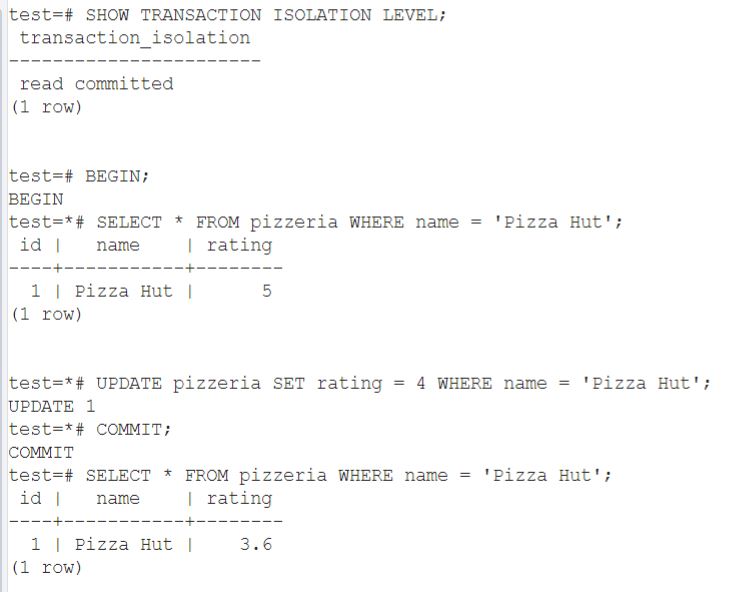 test=# SHOW TRANSACTION ISOLATION LEVEL;
 transaction_isolation
-----------------------
 read committed
(1 row)
test=# BEGIN;
BEGIN
test=*# SELECT * FROM pizzeria WHERE name = 'Pizza Hut';
 id |   name    | rating
----+-----------+--------
  1 | Pizza Hut |      5
(1 row)
test=*# UPDATE pizzeria SET rating = 4 WHERE name = 'Pizza Hut';
UPDATE 1
test=*# COMMIT;
COMMIT
test=# SELECT * FROM pizzeria WHERE name = 'Pizza Hut';
 id |   name    | rating
----+-----------+--------
  1 | Pizza Hut |    3.6
(1 row)